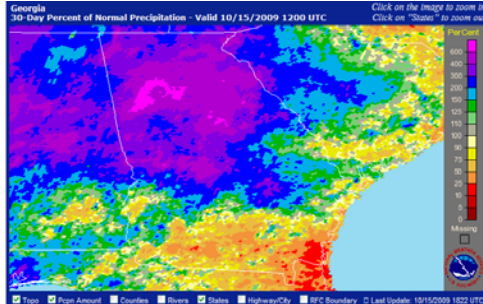 Georgia
30-Day Percent of Normal Precipitation - Valid 10/15/2009 1200 UTC
Click on the image to zoom in
Click on "States" to zoom ou
PerCent
600
400
300
200
150
125
110
100
90
75
50
25
10
5
0
Missing
Topo Pcpn Amount Counties Rivers States Highway/City RFC Boundary Last Update: 10/15/2009 1822 UTC